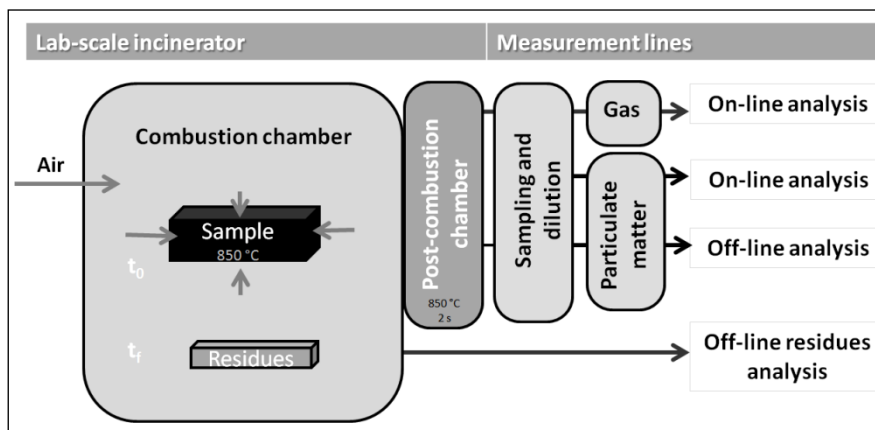 Lab-scale incinerator
Measurement lines
Combustion chamber
Air
Sample
850 °C
t0
tf
Residues
Post-combustion
chamber
850 °C
2 s
Sampling and
dilution
Gas
Particulate
matter
On-line analysis
On-line analysis
Off-line analysis
Off-line residues
analysis